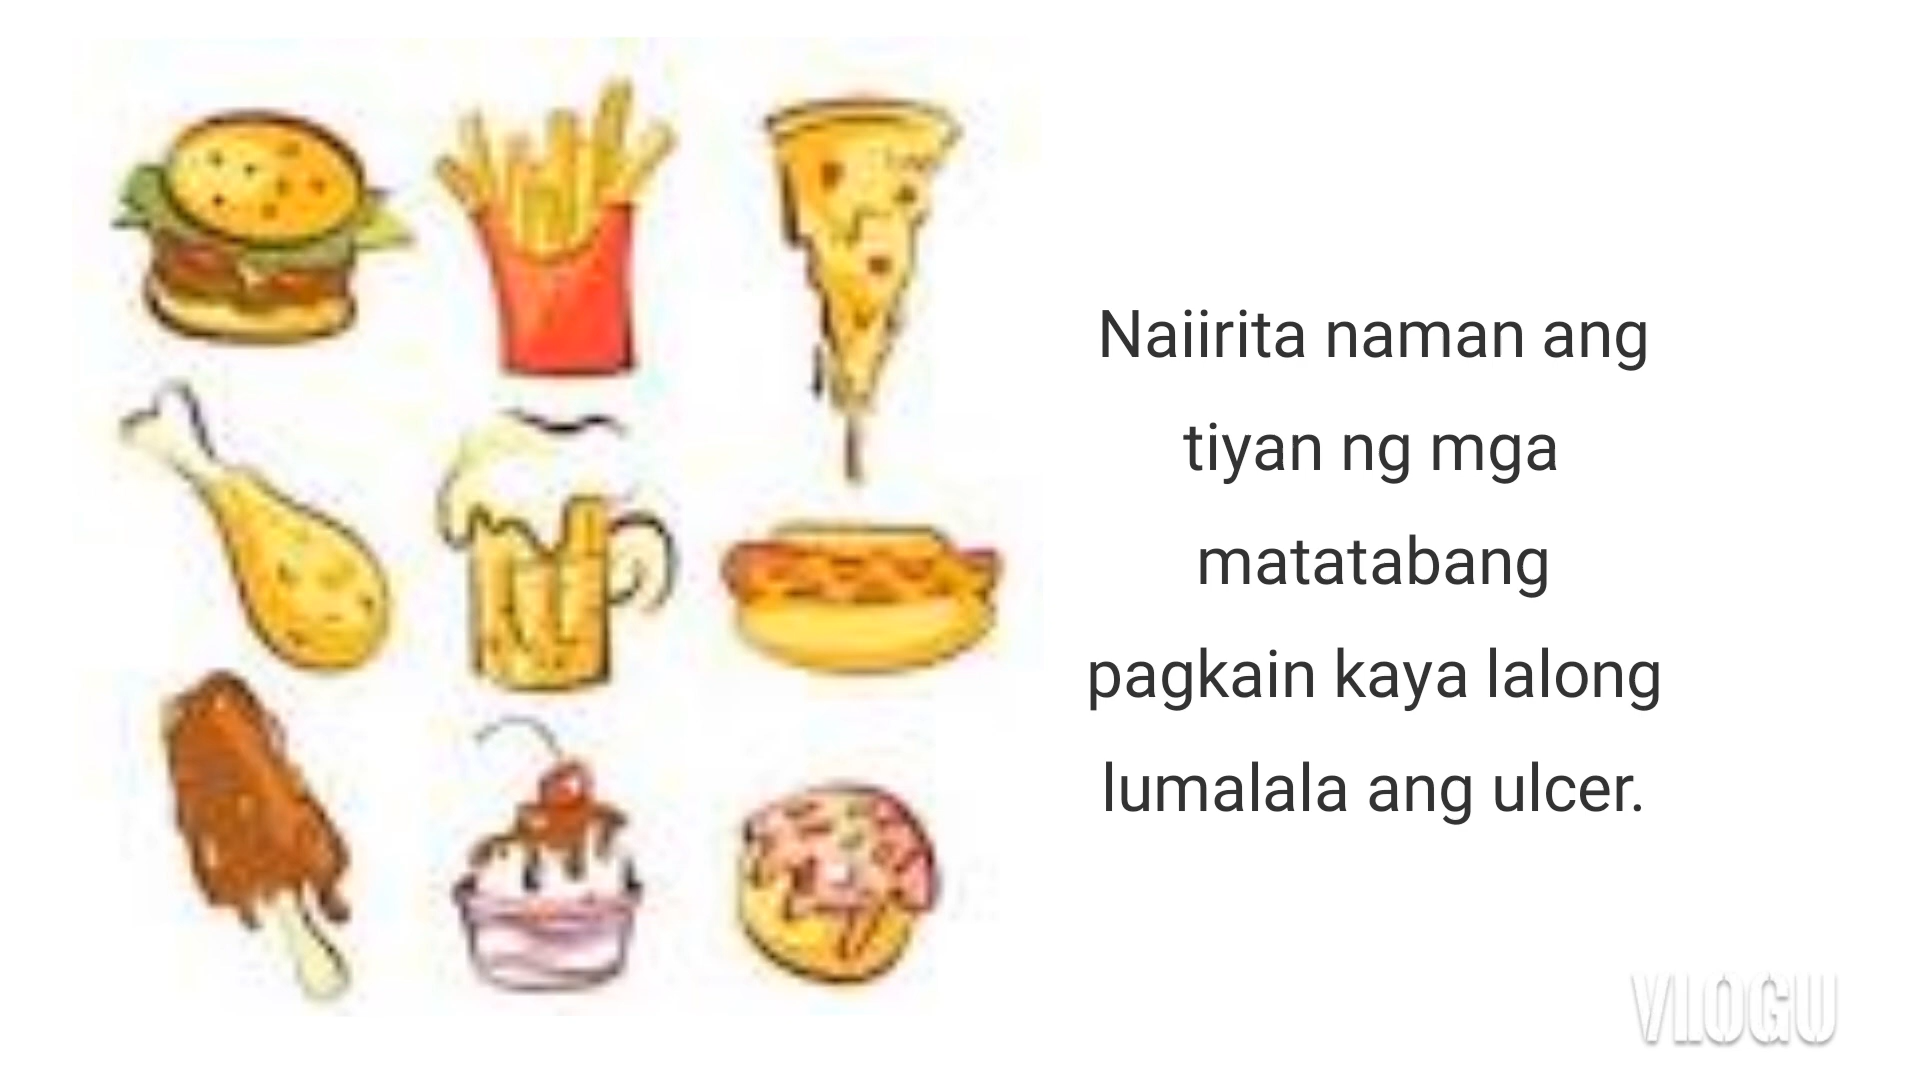 Naiirita naman ang
tiyan ng mga
matatabang
pagkain kaya lalong
lumalala ang ulcer.
VLOGU